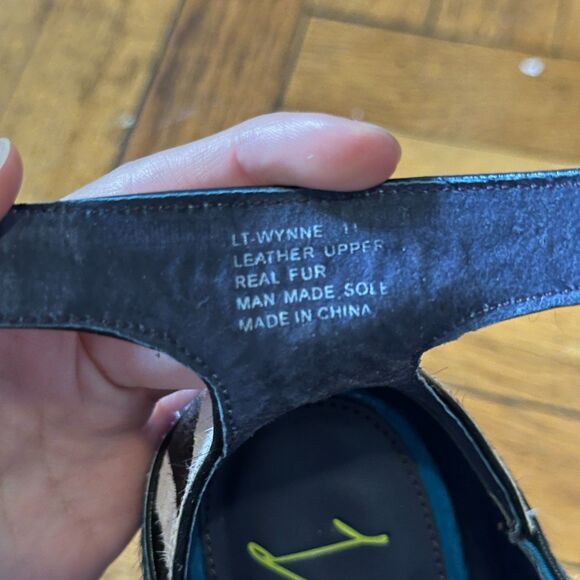 LT-WYNNE 11
LEATHER UPPER
REAL FUR
MAN MADE SOLE
MADE IN CHINA